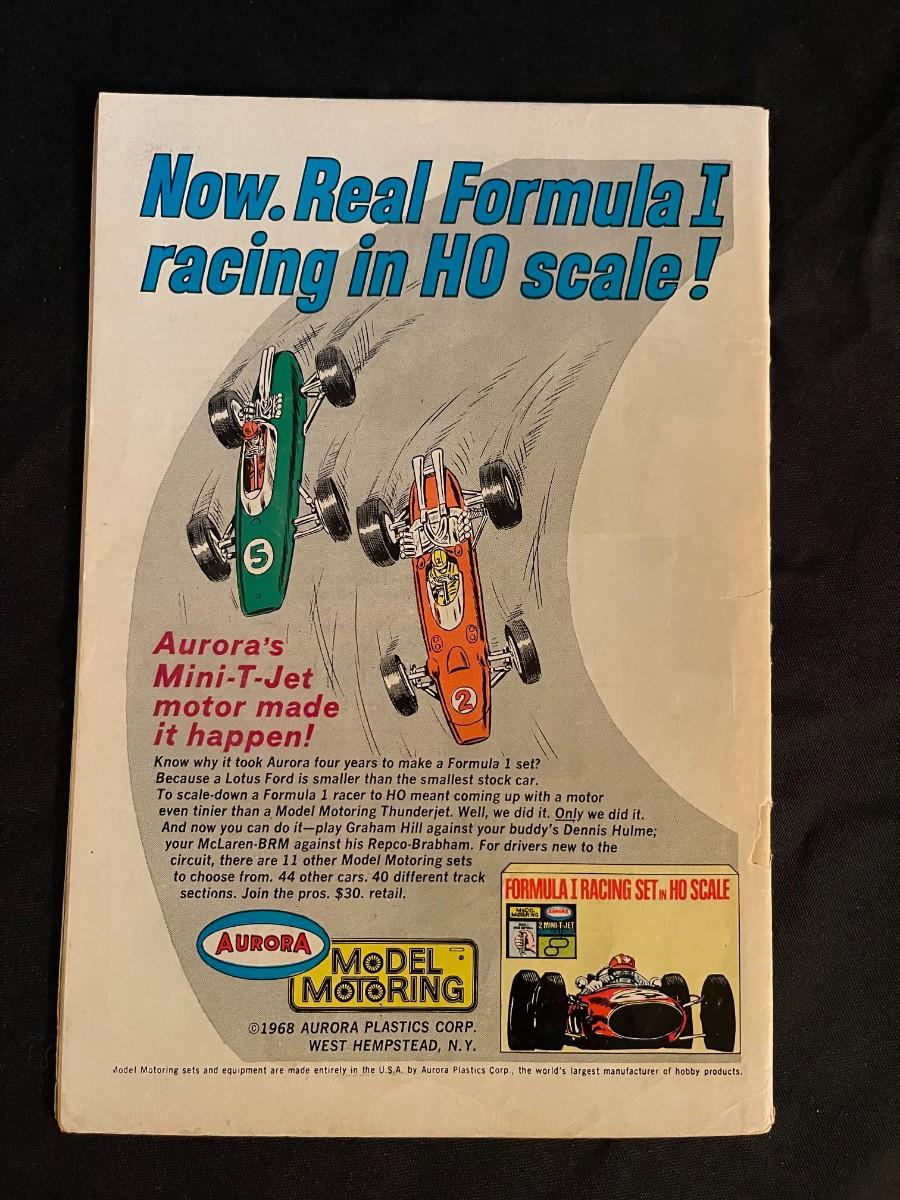 Now. Real Formula I
racing in HO scale!
5
2
Aurora's
Mini-T-Jet
motor made
it happen!
Know why it took Aurora four years to make a Formula 1 set?
Because a Lotus Ford is smaller than the smallest stock car.
To scale-down a Formula 1 racer to HO meant coming up with a motor
even tinier than a Model Motoring Thunderjet. Well, we did it. Only we did it.
And now you can do it—play Graham Hill against your buddy's Dennis Hulme;
your McLaren-BRM against his Repco-Brabham. For drivers new to the
circuit, there are 11 other Model Motoring sets
to choose from. 44 other cars. 40 different track
sections. Join the pros. $30. retail.
FORMULA I RACING SET IN HO SCALE
MODEL
MOTORING
AURORA
2 MINI-T-JET
AURORA
MODEL
MOTORING
©1968 AURORA PLASTICS CORP.
WEST HEMPSTEAD, N.Y.
Model Motoring sets and equipment are made entirely in the U.S.A. by Aurora Plastics Corp., the world's largest manufacturer of hobby products.